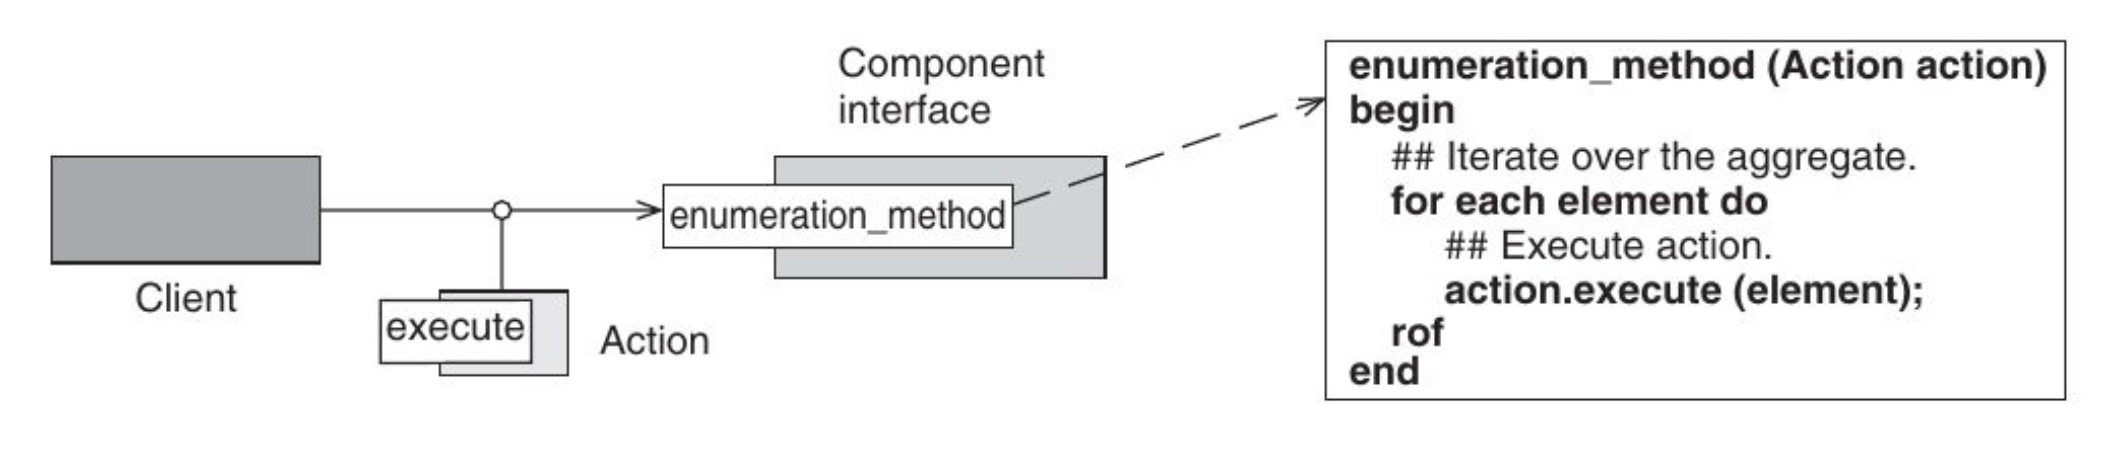 Component
interface
Client
execute
Action
enumeration_method
enumeration_method (Action action)
begin
## Iterate over the aggregate.
for each element do
## Execute action.
action.execute (element);
rof
end